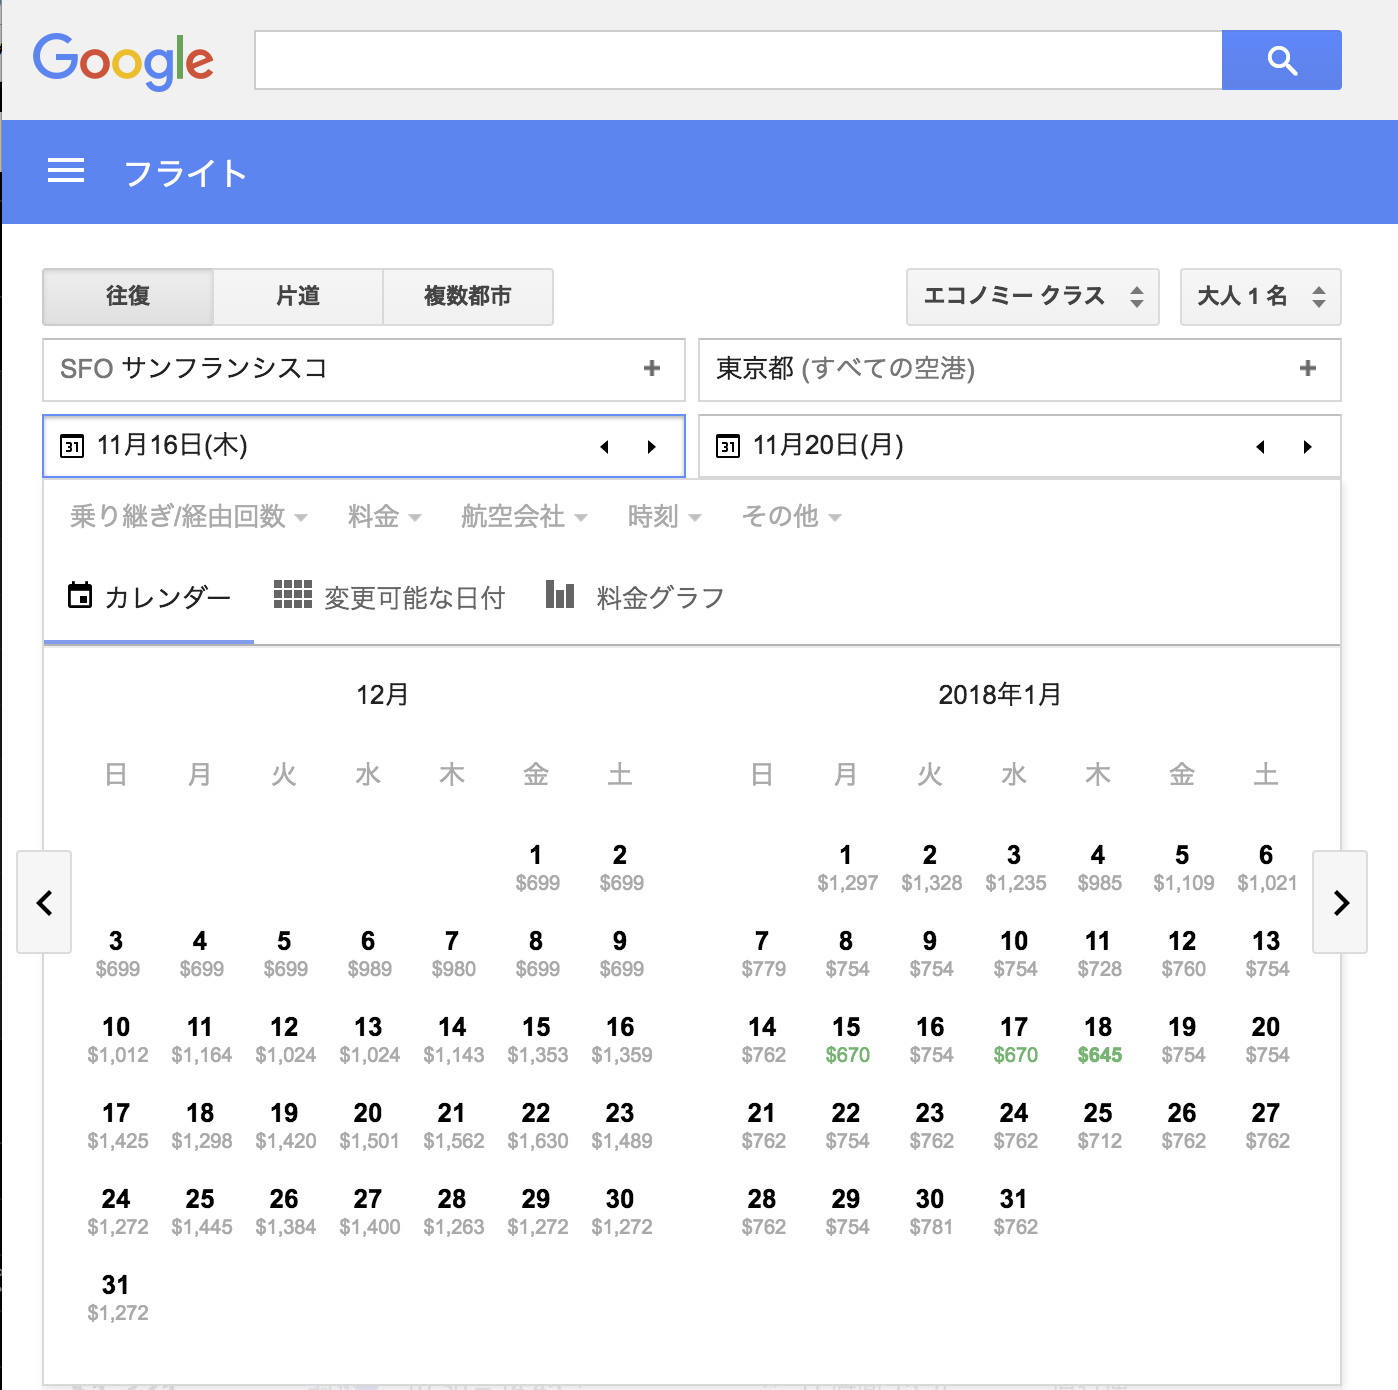 Google
フライト
往復 片道 複数都市 エコノミー クラス 大人 1 名
SFO サンフランシスコ + 東京都 (すべての空港) +
31 11月16日(木) 31 11月20日(月)
乗り継ぎ/経由回数 料金 航空会社 時刻 その他
カレンダー 変更可能な日付 料金グラフ
12月 2018年1月
日 月 火 水 木 金 土 日 月 火 水 木 金 土
1 2 1 2 3 4 5 6
$699 $699 $1,297 $1,328 $1,235 $985 $1,109 $1,021
3 4 5 6 7 8 9 7 8 9 10 11 12 13
$699 $699 $699 $989 $980 $699 $699 $779 $754 $754 $754 $728 $760 $754
10 11 12 13 14 15 16 14 15 16 17 18 19 20
$1,012 $1,164 $1,024 $1,024 $1,143 $1,353 $1,359 $762 $670 $754 $670 $645 $754 $754
17 18 19 20 21 22 23 21 22 23 24 25 26 27
$1,425 $1,298 $1,420 $1,501 $1,562 $1,630 $1,489 $762 $754 $762 $762 $712 $762 $762
24 25 26 27 28 29 30 28 29 30 31
$1,272 $1,445 $1,384 $1,400 $1,263 $1,272 $1,272 $762 $754 $781 $762
31
$1,272